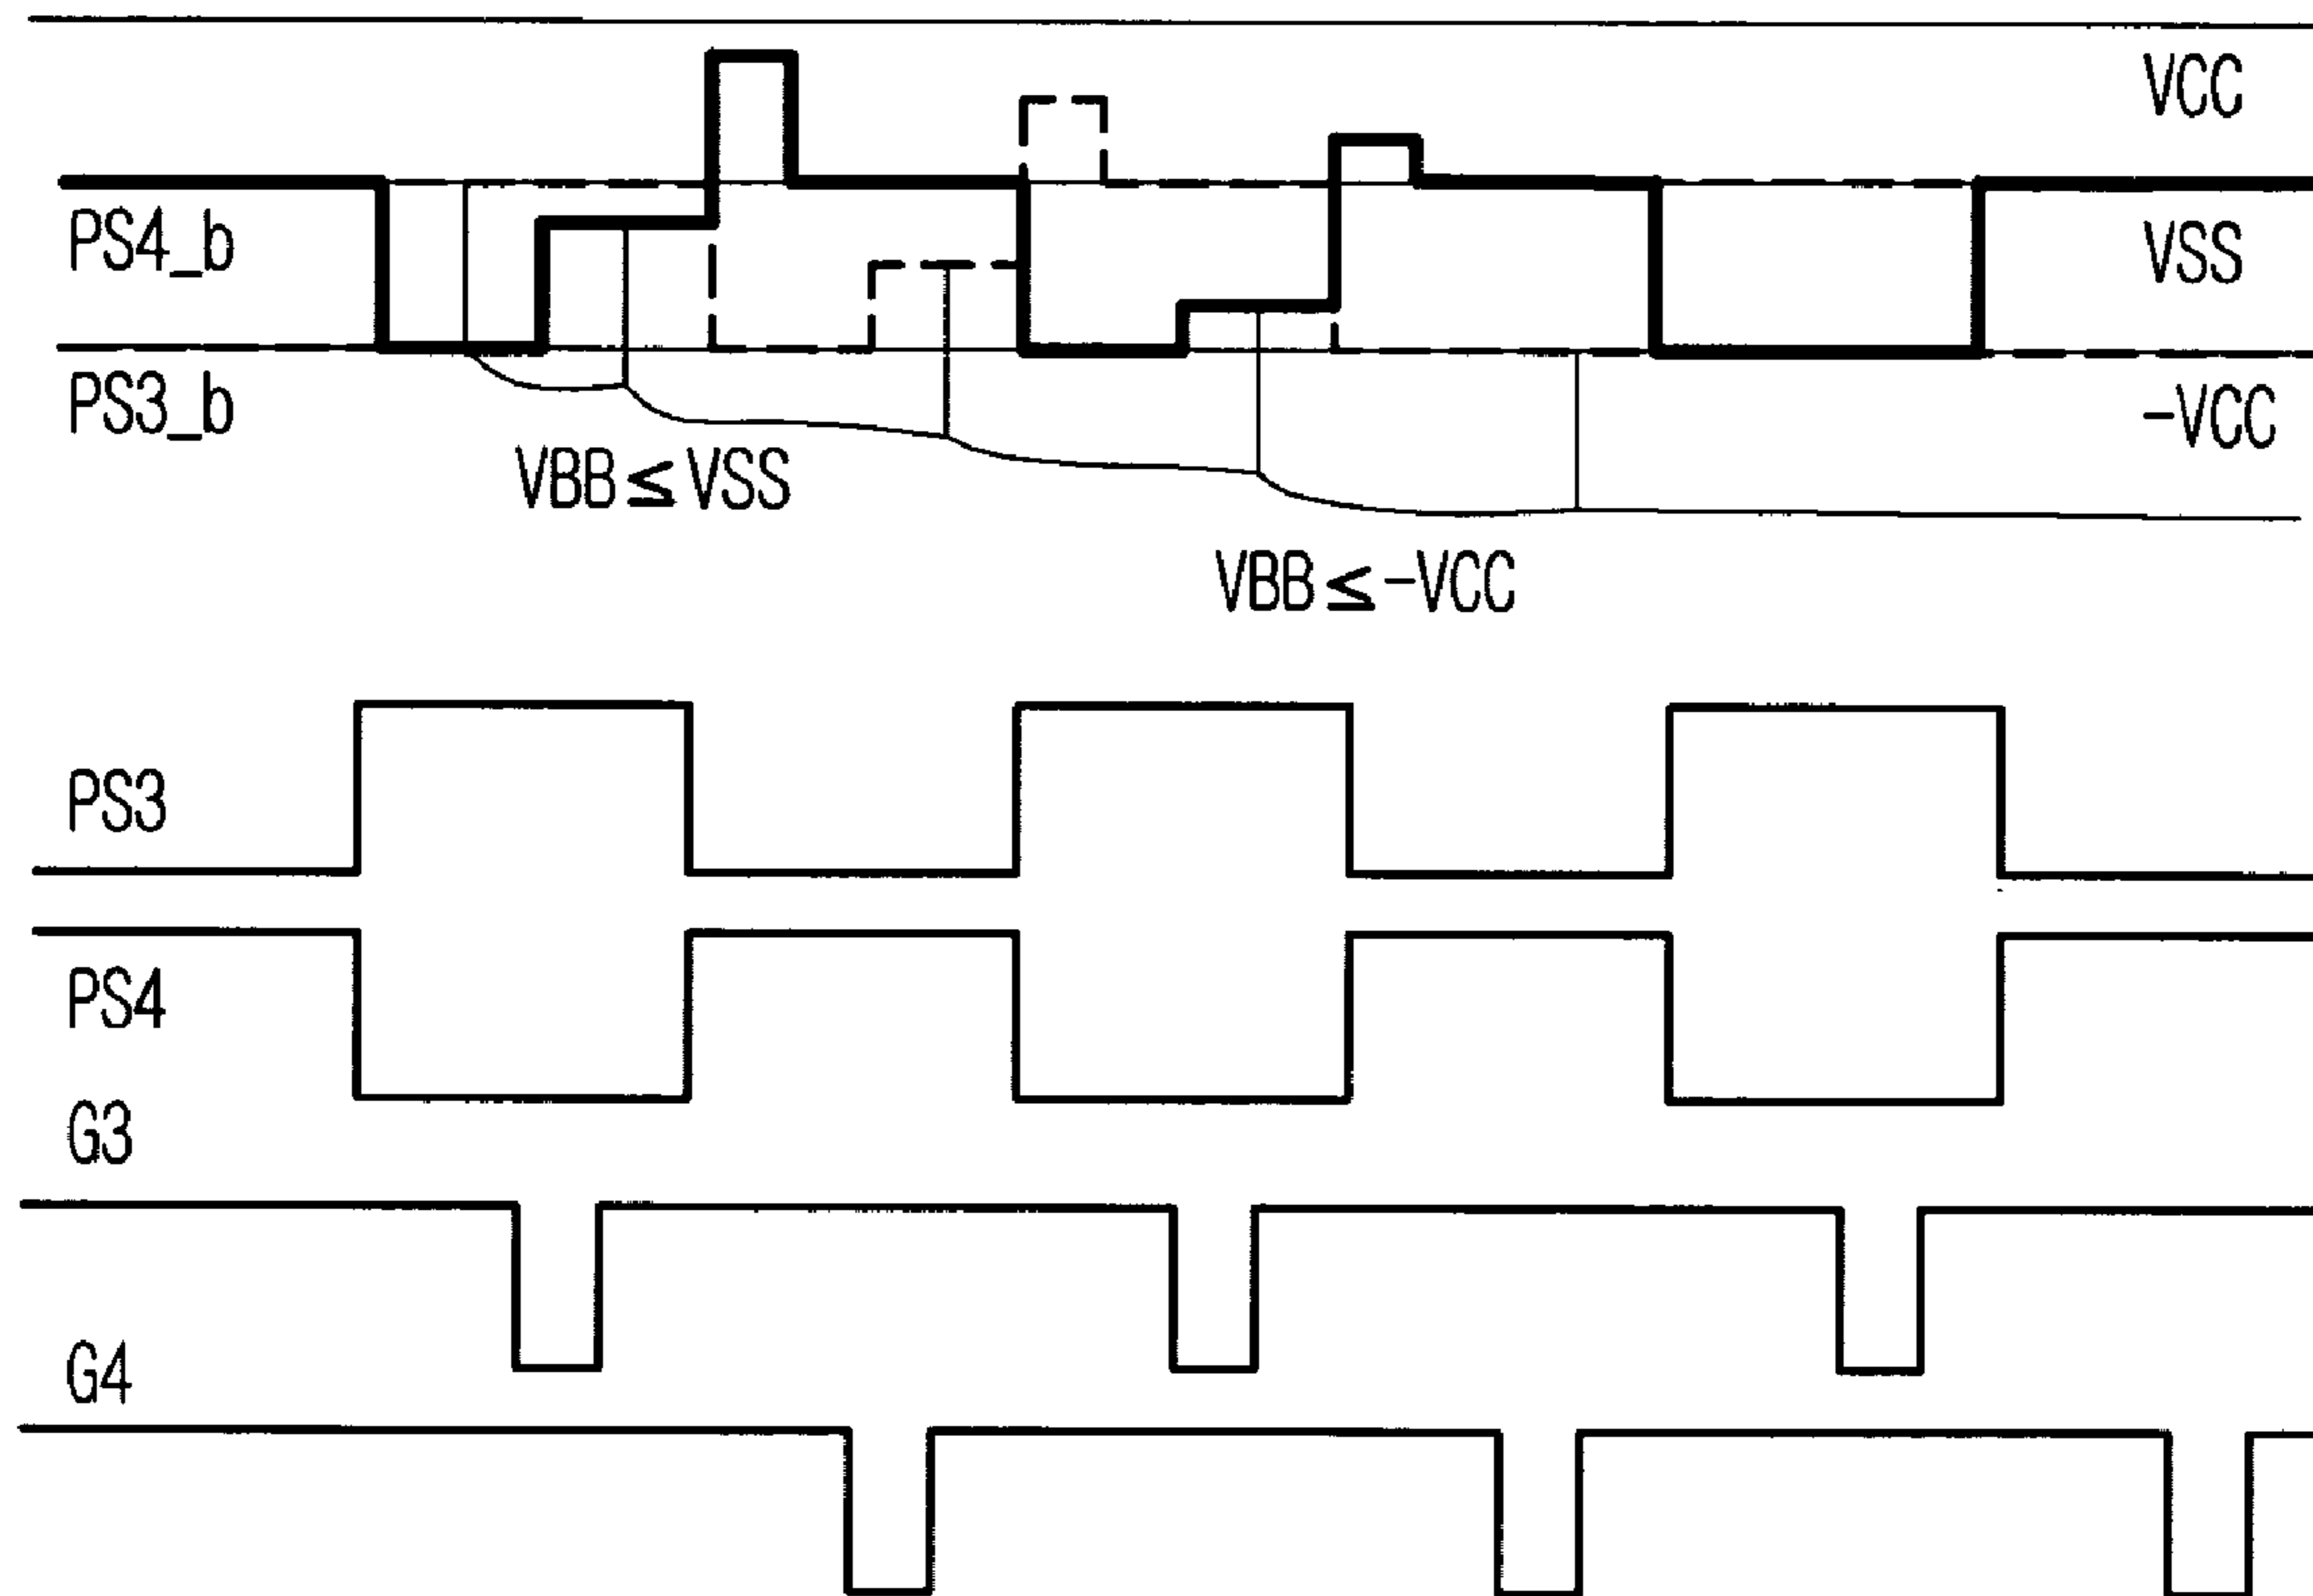 VCC
PS4_b
VSS
PS3_b
-VCC
VBB ≤ VSS
VBB ≤ -VCC
PS3
PS4
G3
G4